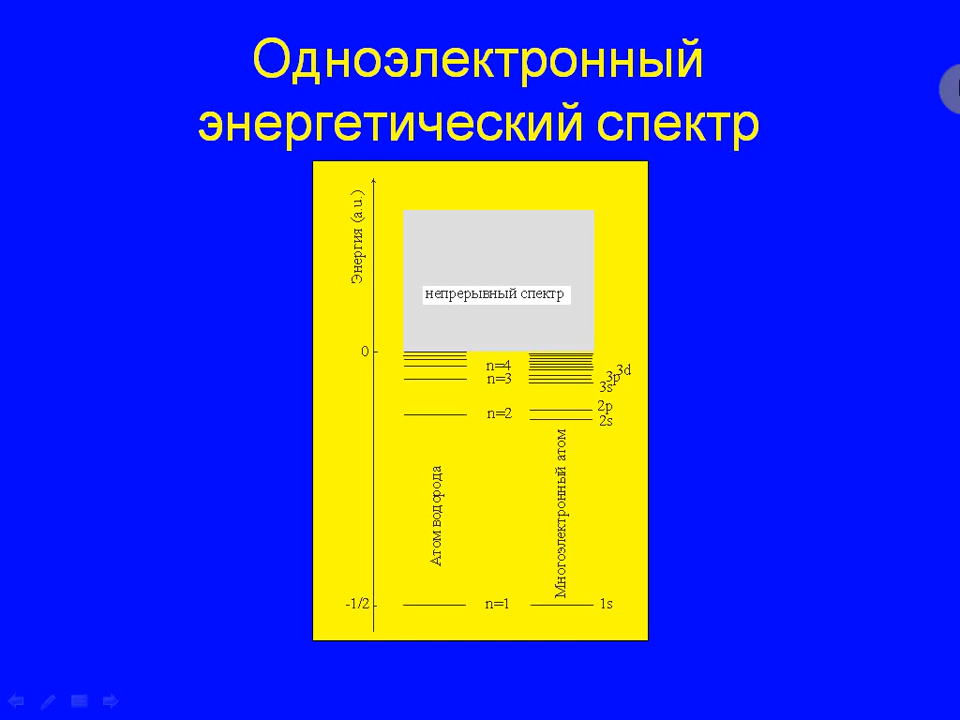 Одноэлектронный
энергетический спектр
Энергия (a.u.)
непрерывный спектр
0
n=4
n=3
n=2
3d
3p
3s
2p
2s
Атом водорода
Многоэлектронный атом
-1/2
n=1
1s